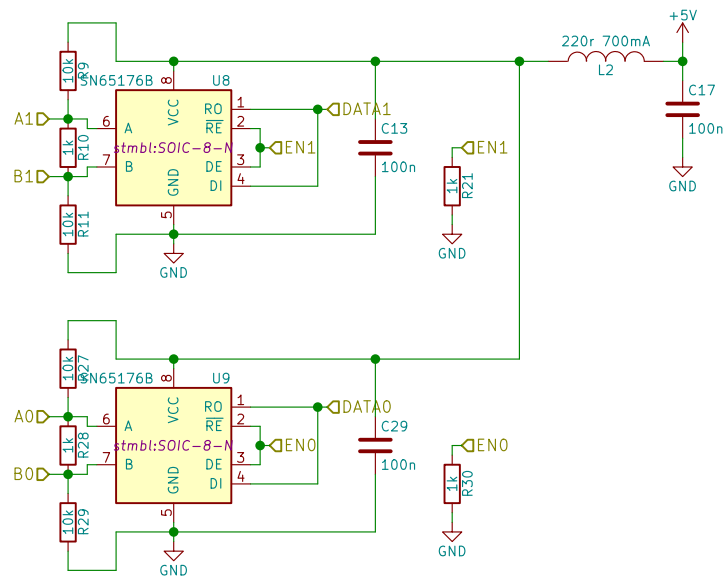 +5V
220r 700mA
L2
C17
100n
GND
10k
R9
SN65176B
U8
8
VCC
RO
1
DATA1
A1
6
A
RE
2
C13
1k
R10
stmbl:SOIC-8-N
EN1
EN1
B1
7
B
DE
3
100n
GND
DI
4
1k
R21
10k
R11
5
GND
GND
10k
R27
SN65176B
U9
8
VCC
RO
1
DATA0
A0
6
A
RE
2
C29
1k
R28
stmbl:SOIC-8-N
EN0
EN0
B0
7
B
DE
3
100n
GND
DI
4
1k
R30
10k
R29
5
GND
GND